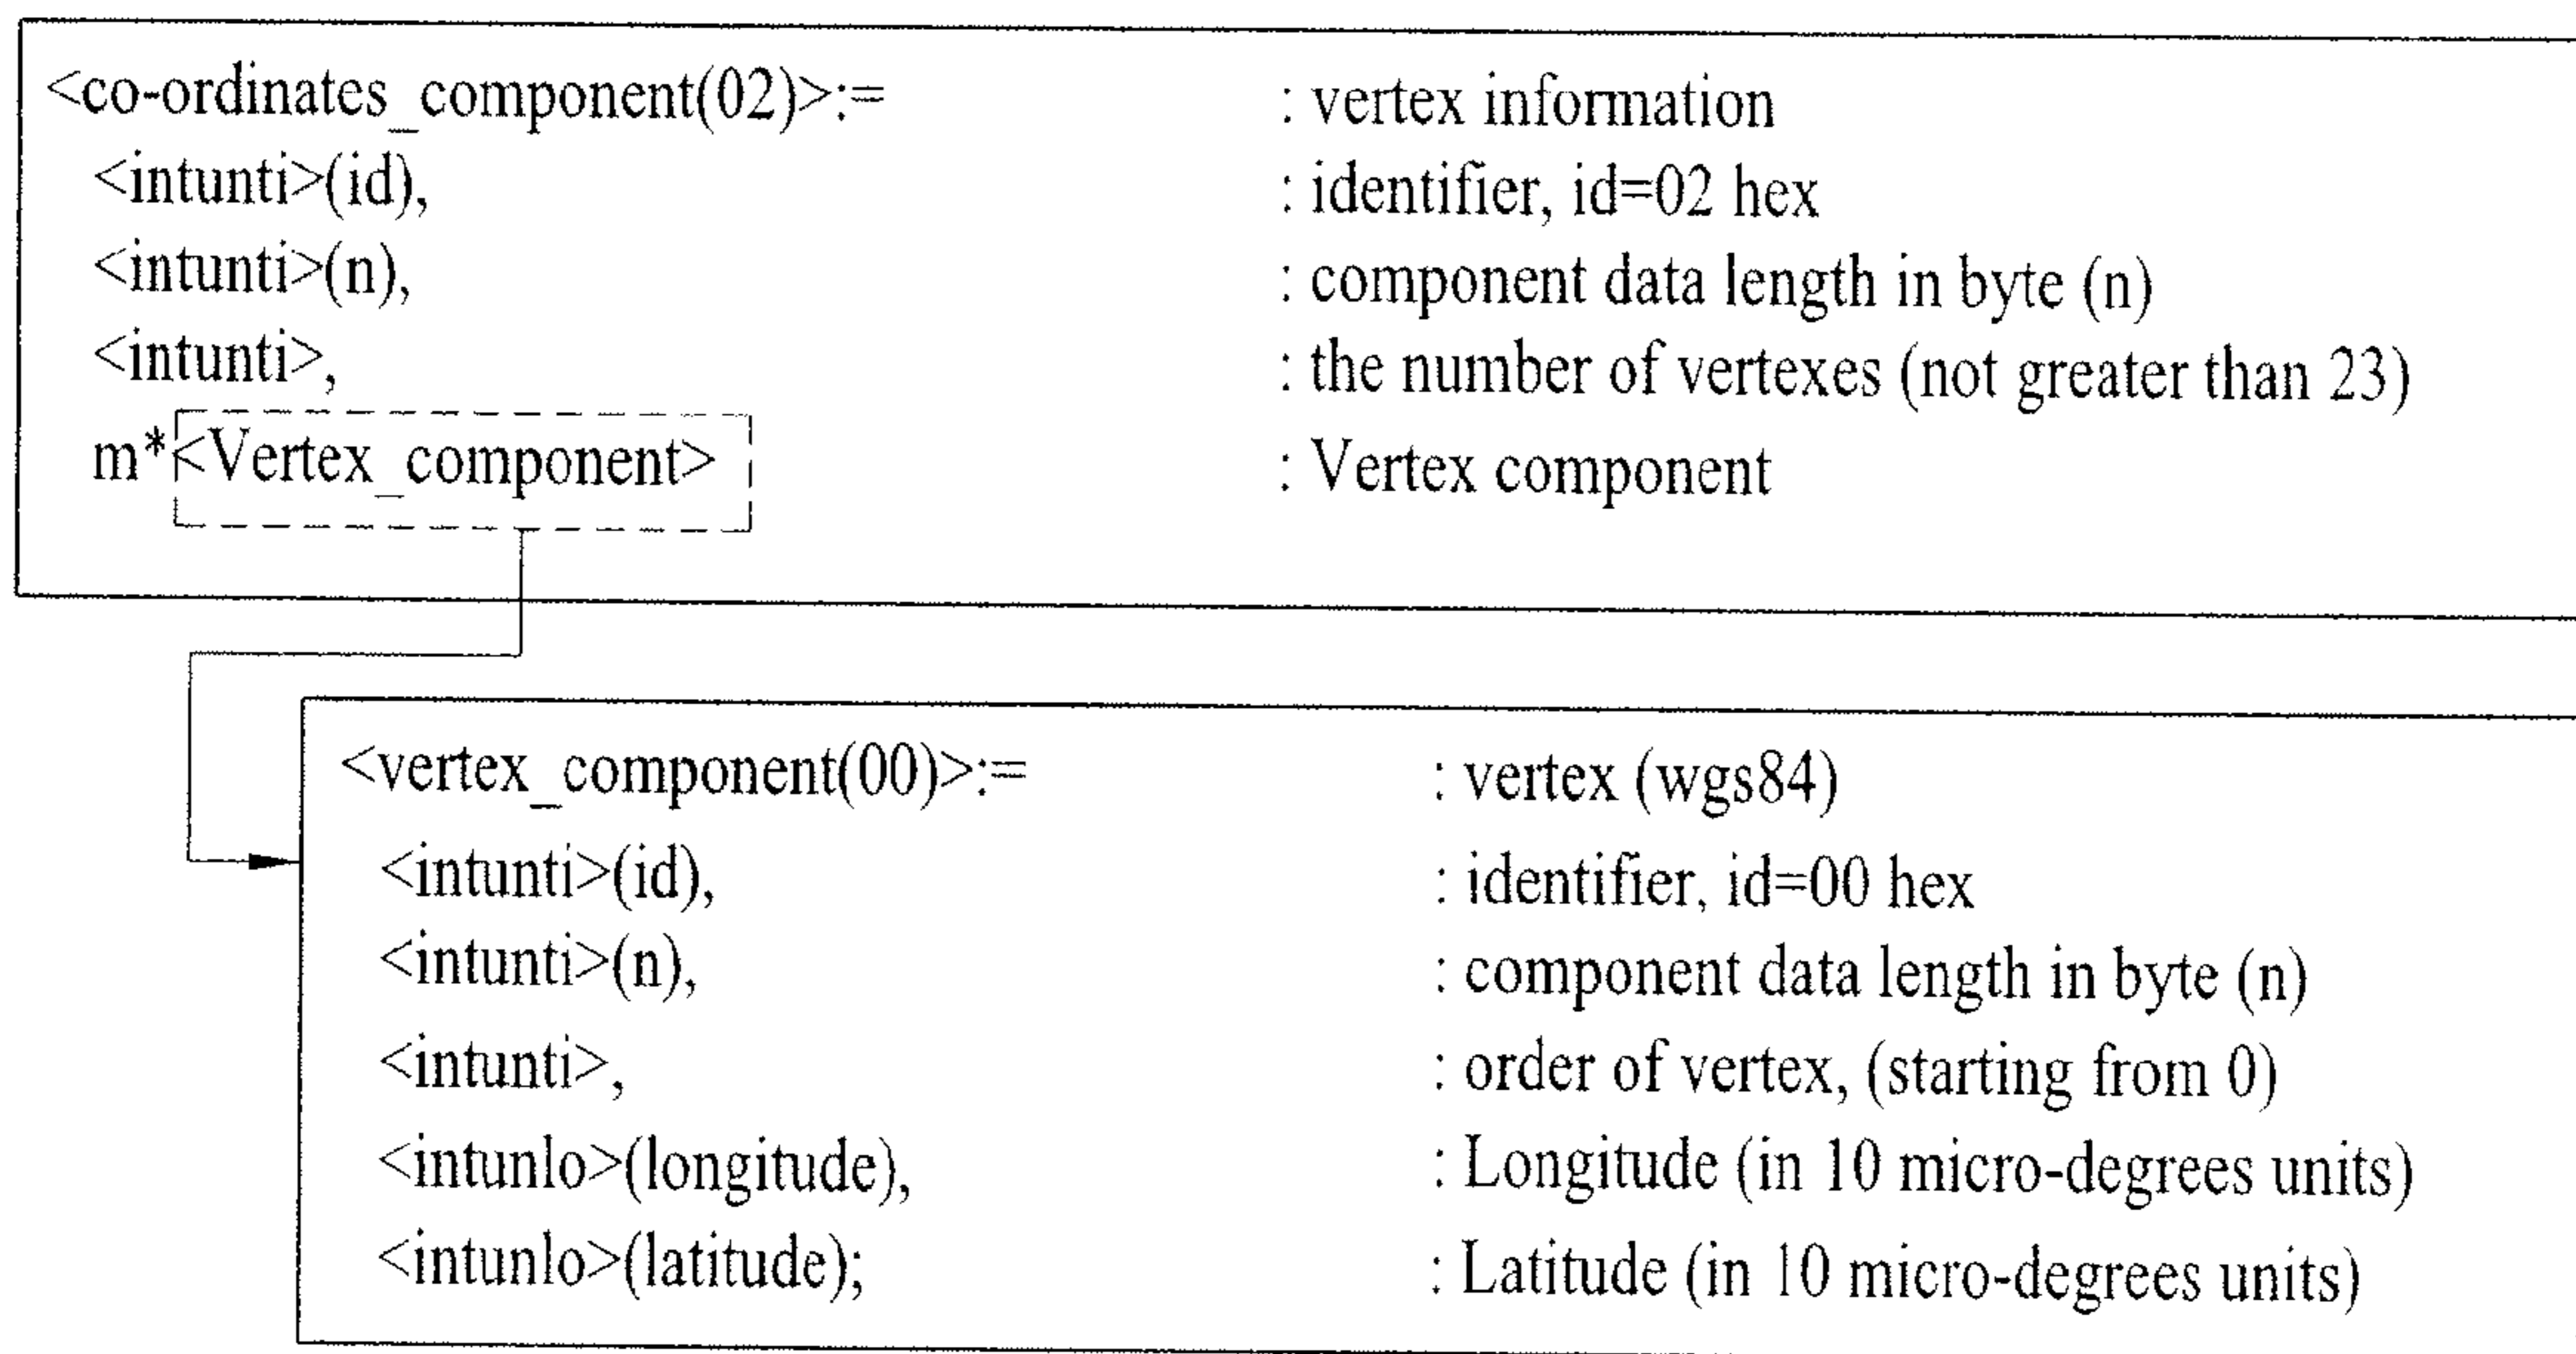 <co-ordinates_component(02)>:= : vertex information
<intunti>(id), : identifier, id=02 hex
<intunti>(n), : component data length in byte (n)
<intunti>, : the number of vertexes (not greater than 23)
m*<Vertex_component> : Vertex component
<vertex_component(00)>:= : vertex (wgs84)
<intunti>(id), : identifier, id=00 hex
<intunti>(n), : component data length in byte (n)
<intunti>, : order of vertex, (starting from 0)
<intunlo>(longitude), : Longitude (in 10 micro-degrees units)
<intunlo>(latitude); : Latitude (in 10 micro-degrees units)